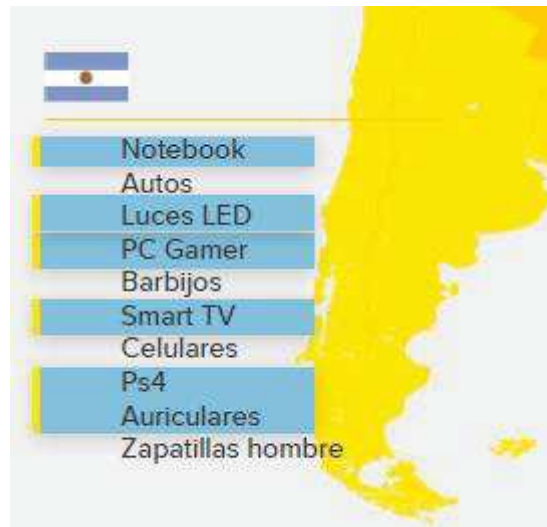 Notebook
Autos
Luces LED
PC Gamer
Barbijos
Smart TV
Celulares
Ps4
Auriculares
Zapatillas hombre